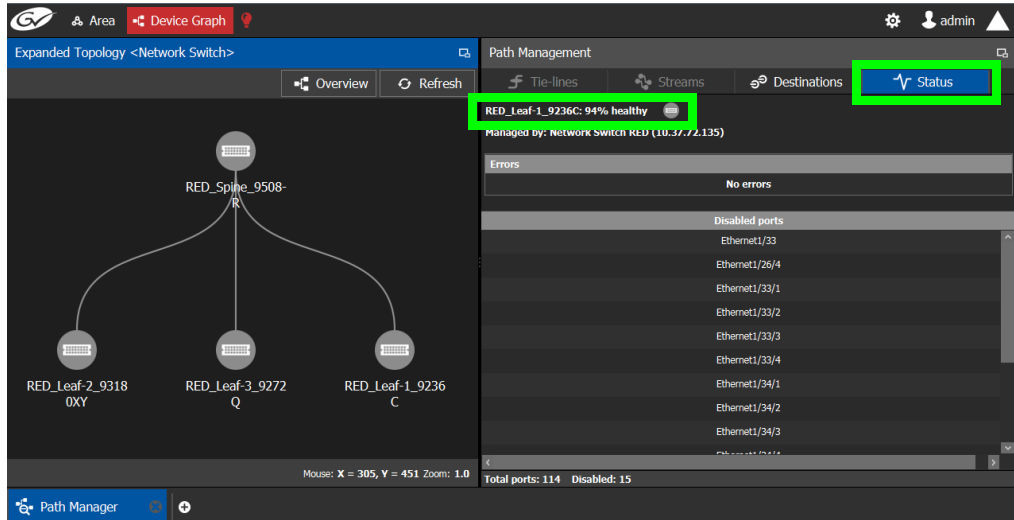 GV Area Device Graph admin
Expanded Topology <Network Switch>
Overview Refresh
RED_Spine_9508-
R
RED_Leaf-2_9318
0XY
RED_Leaf-3_9272
Q
RED_Leaf-1_9236
C
Mouse: X = 305, Y = 451 Zoom: 1.0
Path Management
Tie-lines Streams Destinations Status
RED_Leaf-1_9236C: 94% healthy
Managed by: Network Switch RED (10.37.72.135)
Errors
No errors
Disabled ports
Ethernet1/33
Ethernet1/26/4
Ethernet1/33/1
Ethernet1/33/2
Ethernet1/33/3
Ethernet1/33/4
Ethernet1/34/1
Ethernet1/34/2
Ethernet1/34/3
Ethernet1/34/4
Total ports: 114 Disabled: 15
Path Manager